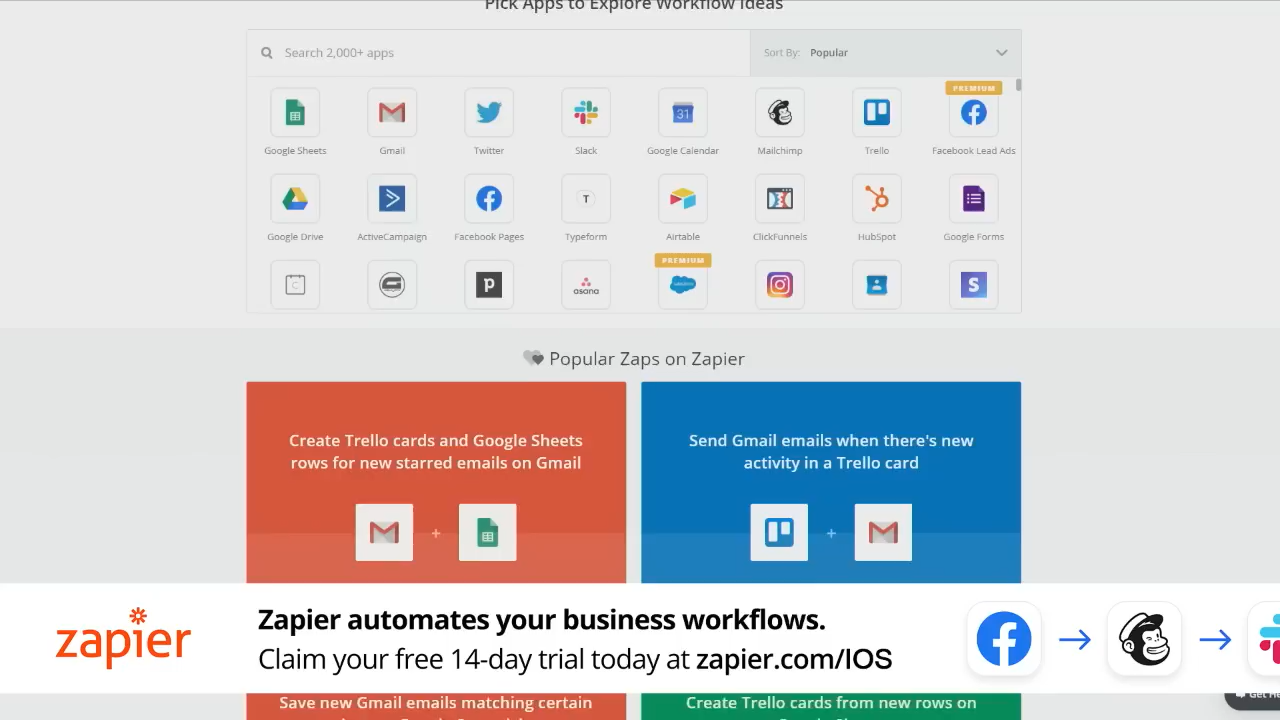 Pick Apps to Explore Workflow Ideas
Search 2,000+ apps
Sort By: Popular
PREMIUM
31
Google Sheets Gmail Twitter Slack Google Calendar Mailchimp Trello Facebook Lead Ads
T
Google Drive ActiveCampaign Facebook Pages Typeform Airtable ClickFunnels HubSpot Google Forms
PREMIUM
C G p asana salesforce S
Popular Zaps on Zapier
Create Trello cards and Google Sheets
rows for new starred emails on Gmail
Send Gmail emails when there's new
activity in a Trello card
+
+
zapier
Zapier automates your business workflows.
Claim your free 14-day trial today at zapier.com/IOS
Save new Gmail emails matching certain
Create Trello cards from new rows on
Get He